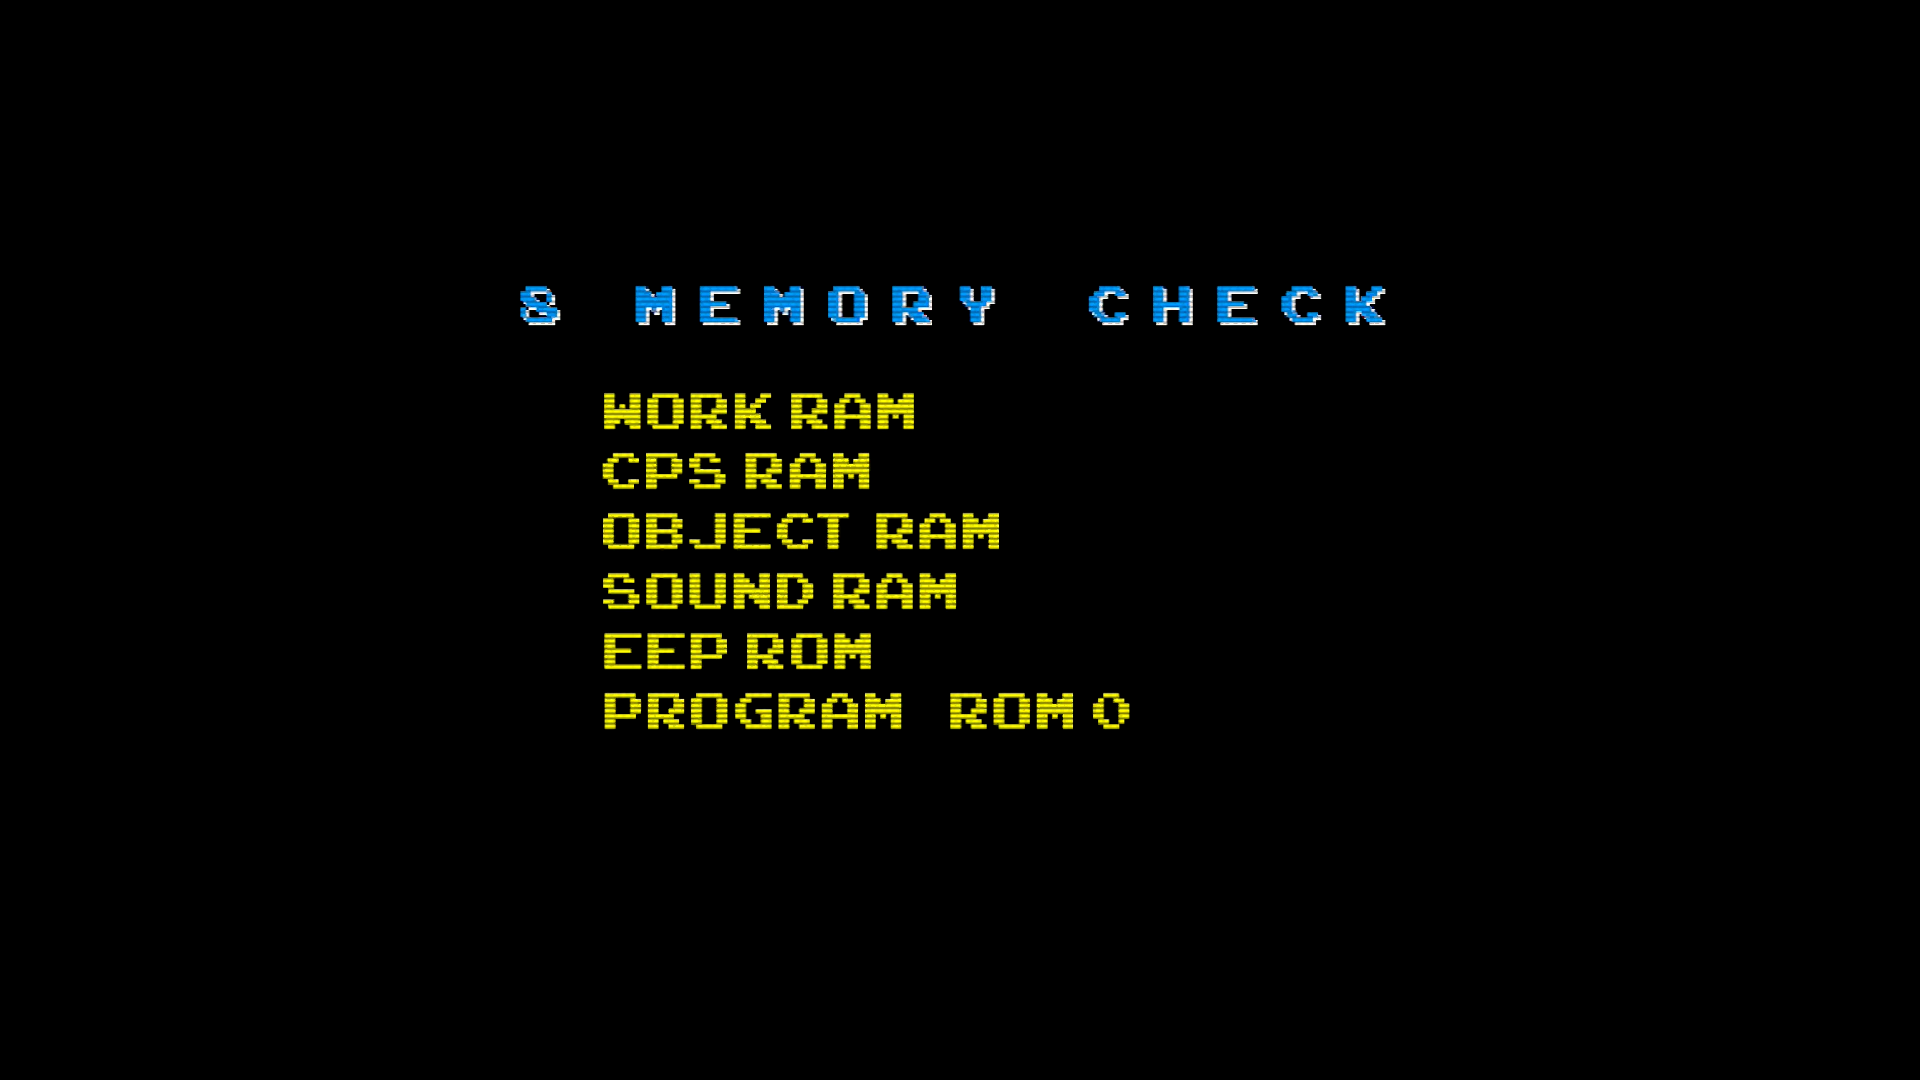 8 MEMORY CHECK
WORK RAM
CPS RAM
OBJECT RAM
SOUND RAM
EEP ROM
PROGRAM ROM 0